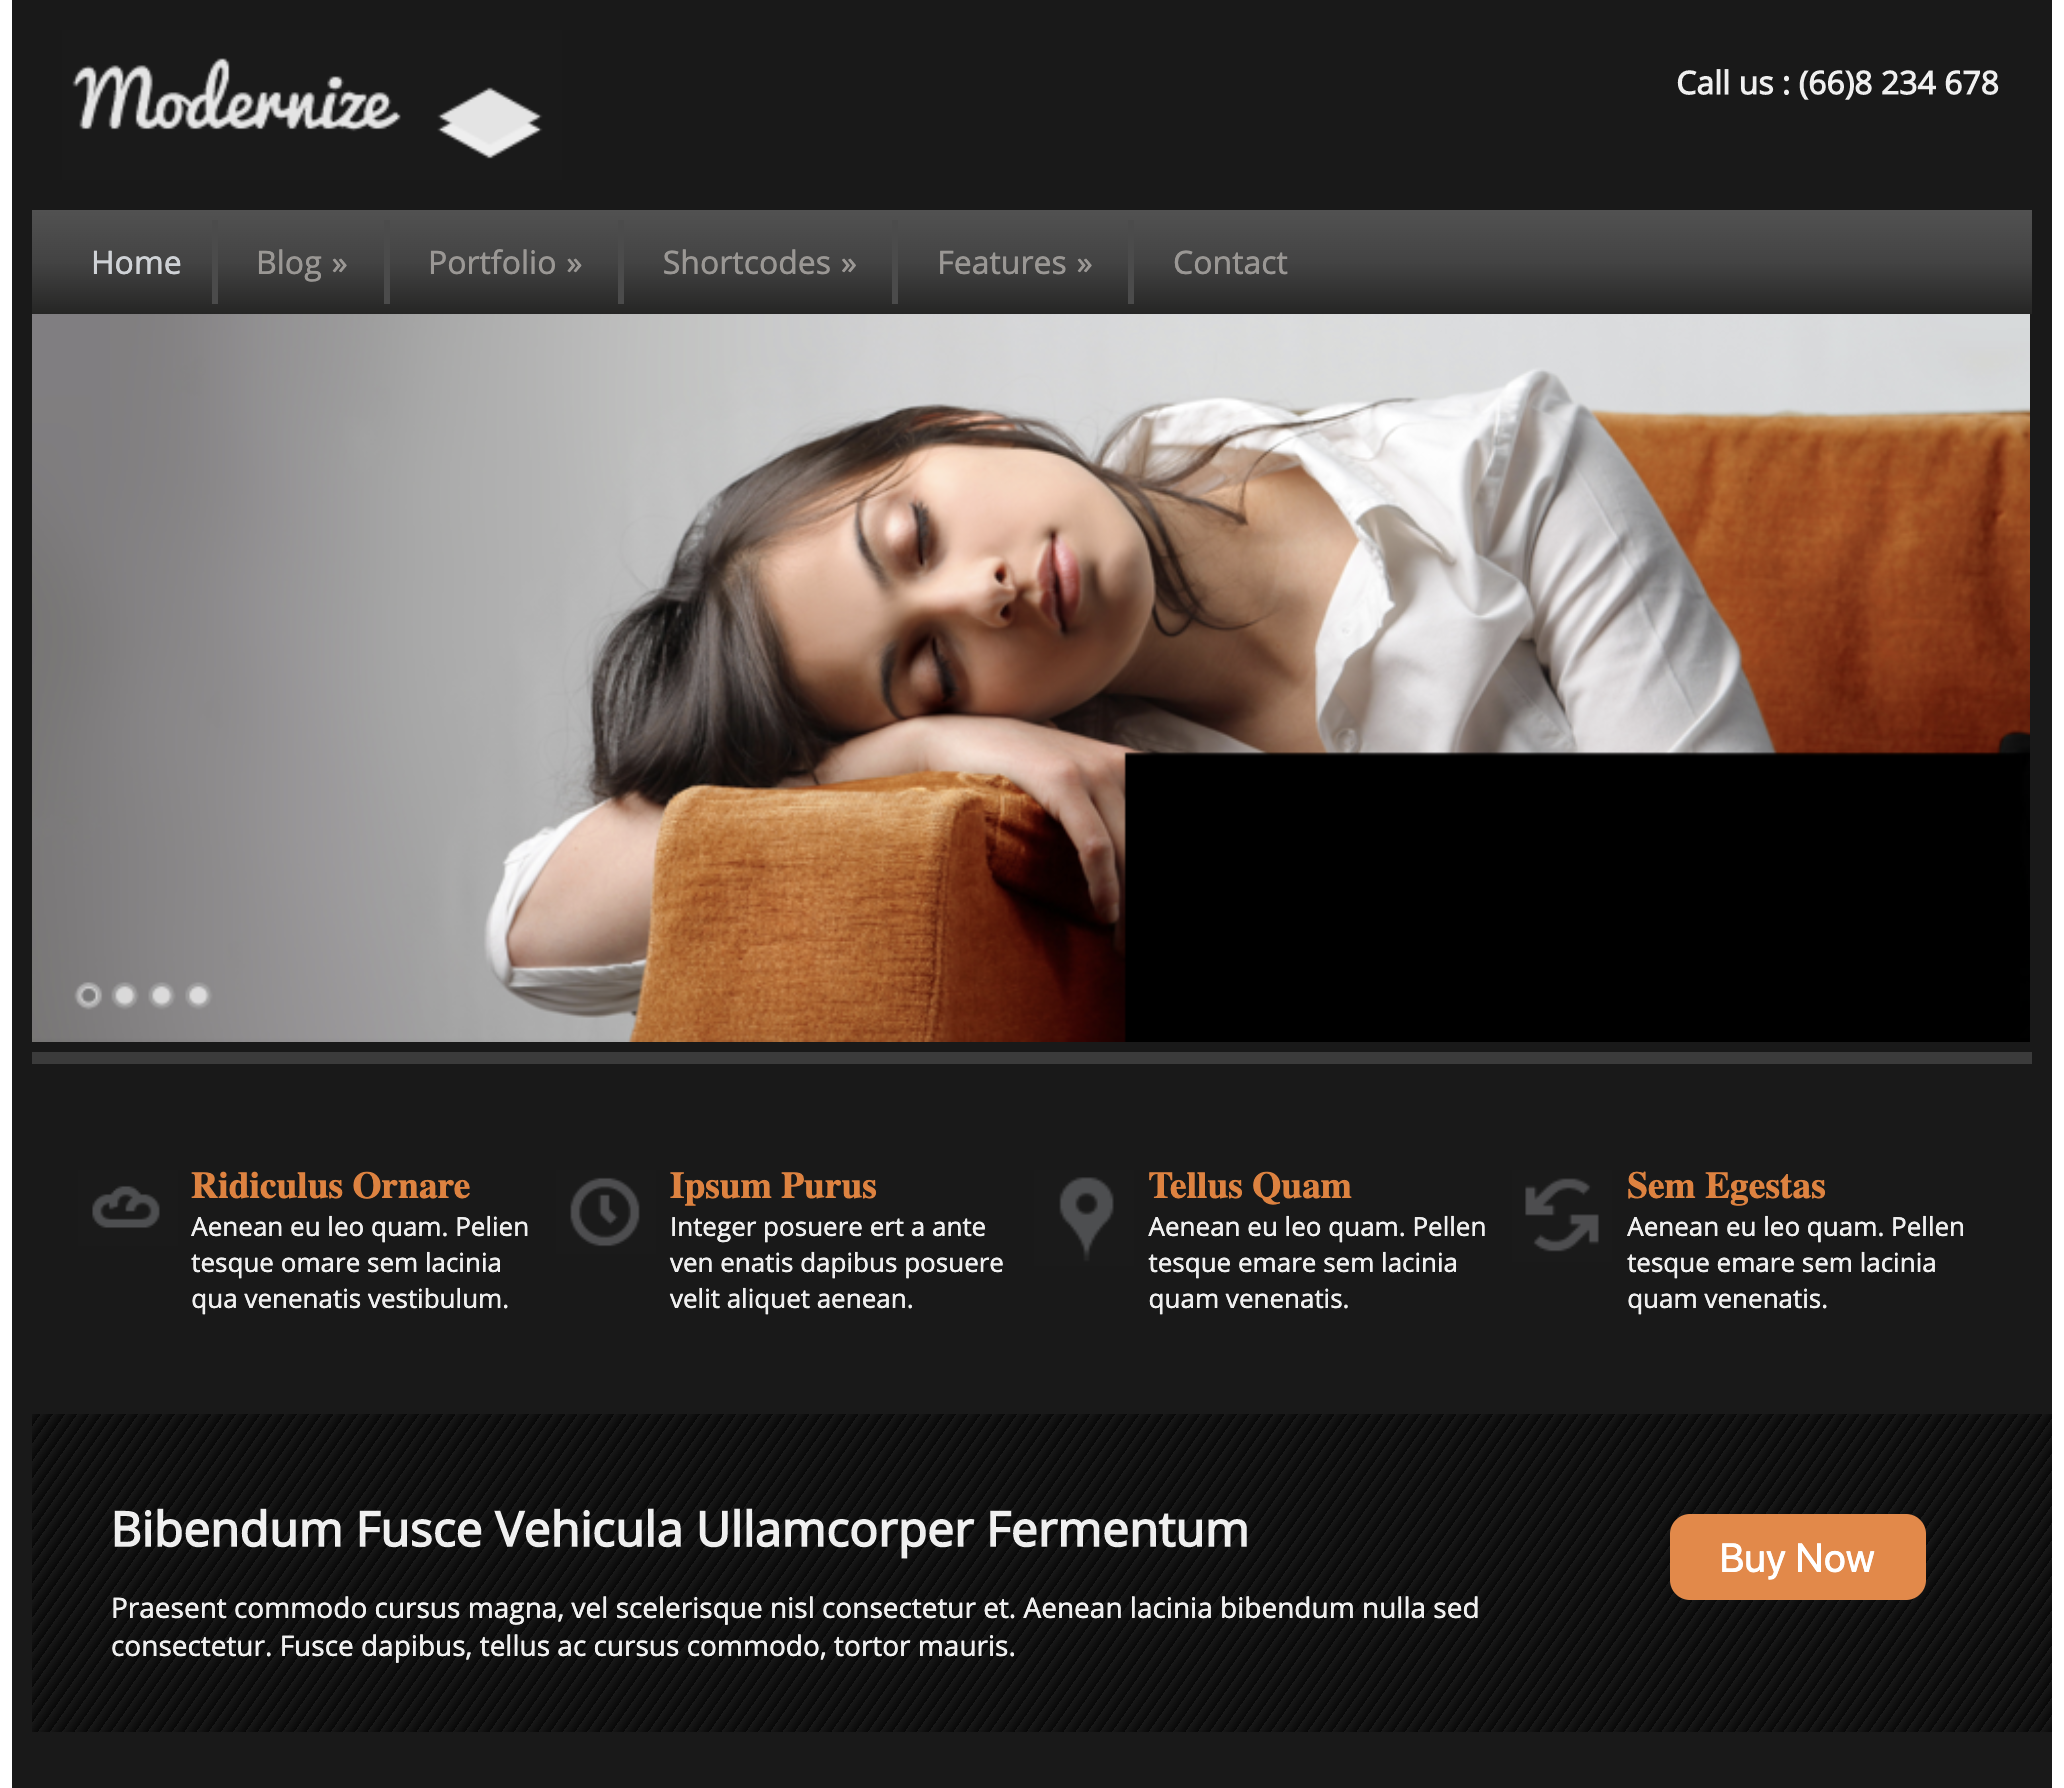 Modernize
Call us : (66)8 234 678
Home
Blog »
Portfolio »
Shortcodes »
Features »
Contact
Ridiculus Ornare
Aenean eu leo quam. Pelien
tesque omare sem lacinia
qua venenatis vestibulum.
Ipsum Purus
Integer posuere ert a ante
ven enatis dapibus posuere
velit aliquet aenean.
Tellus Quam
Aenean eu leo quam. Pellen
tesque emare sem lacinia
quam venenatis.
Sem Egestas
Aenean eu leo quam. Pellen
tesque emare sem lacinia
quam venenatis.
Bibendum Fusce Vehicula Ullamcorper Fermentum
Buy Now
Praesent commodo cursus magna, vel scelerisque nisl consectetur et. Aenean lacinia bibendum nulla sed
consectetur. Fusce dapibus, tellus ac cursus commodo, tortor mauris.